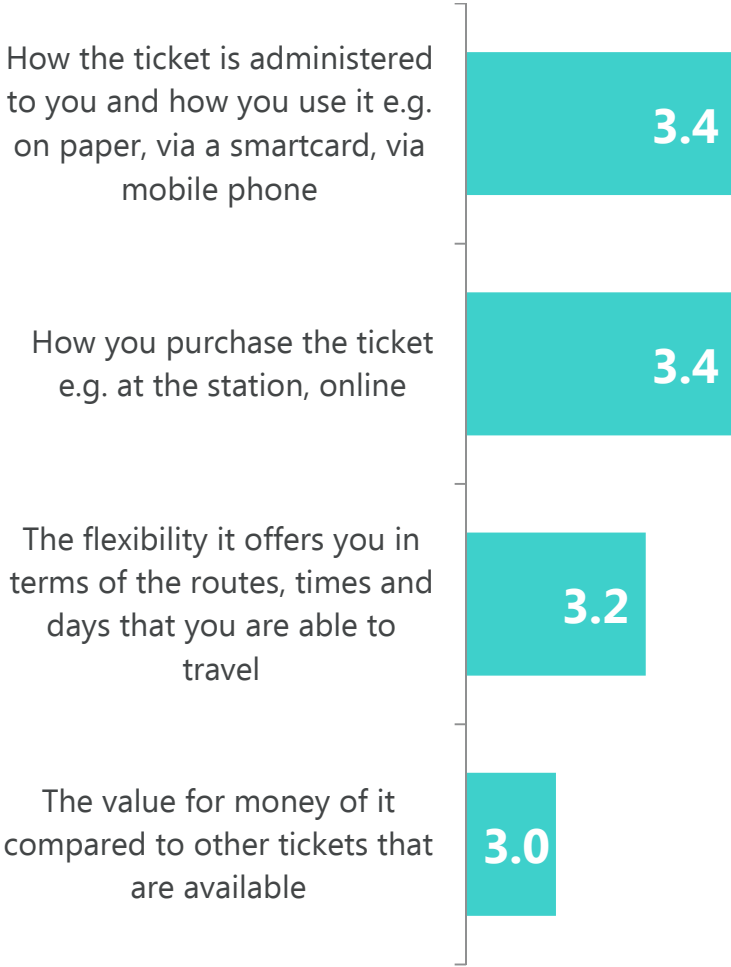 How the ticket is administered
to you and how you use it e.g.
on paper, via a smartcard, via
mobile phone
3.4
How you purchase the ticket
e.g. at the station, online
3.4
The flexibility it offers you in
terms of the routes, times and
days that you are able to
travel
3.2
The value for money of it
compared to other tickets that
are available
3.0